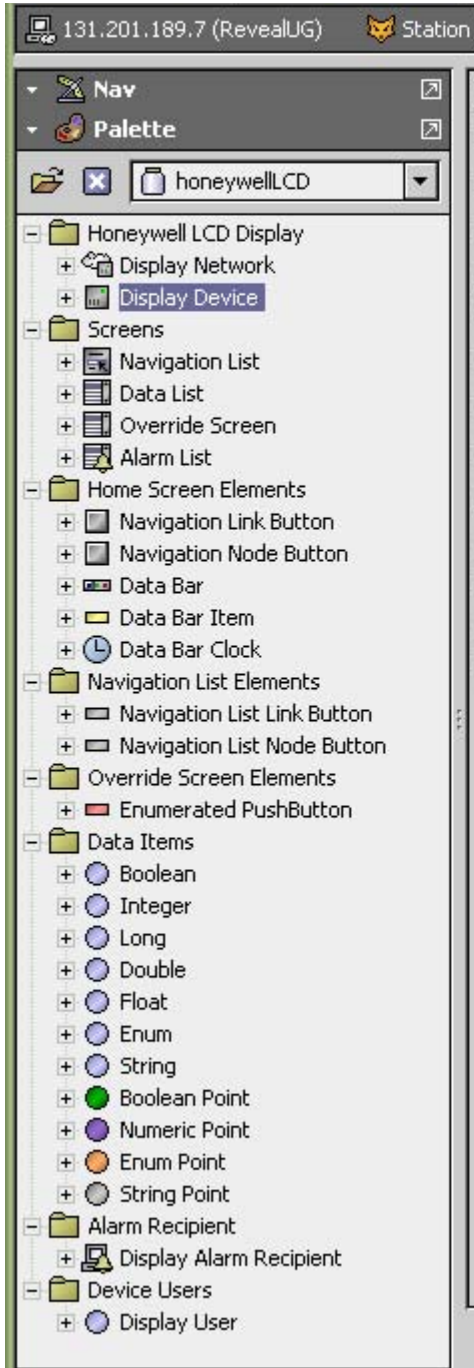 131.201.189.7 (RevealUG) Station
Nav
Palette
honeywellLCD
Honeywell LCD Display
Display Network
Display Device
Screens
Navigation List
Data List
Override Screen
Alarm List
Home Screen Elements
Navigation Link Button
Navigation Node Button
Data Bar
Data Bar Item
Data Bar Clock
Navigation List Elements
Navigation List Link Button
Navigation List Node Button
Override Screen Elements
Enumerated PushButton
Data Items
Boolean
Integer
Long
Double
Float
Enum
String
Boolean Point
Numeric Point
Enum Point
String Point
Alarm Recipient
Display Alarm Recipient
Device Users
Display User